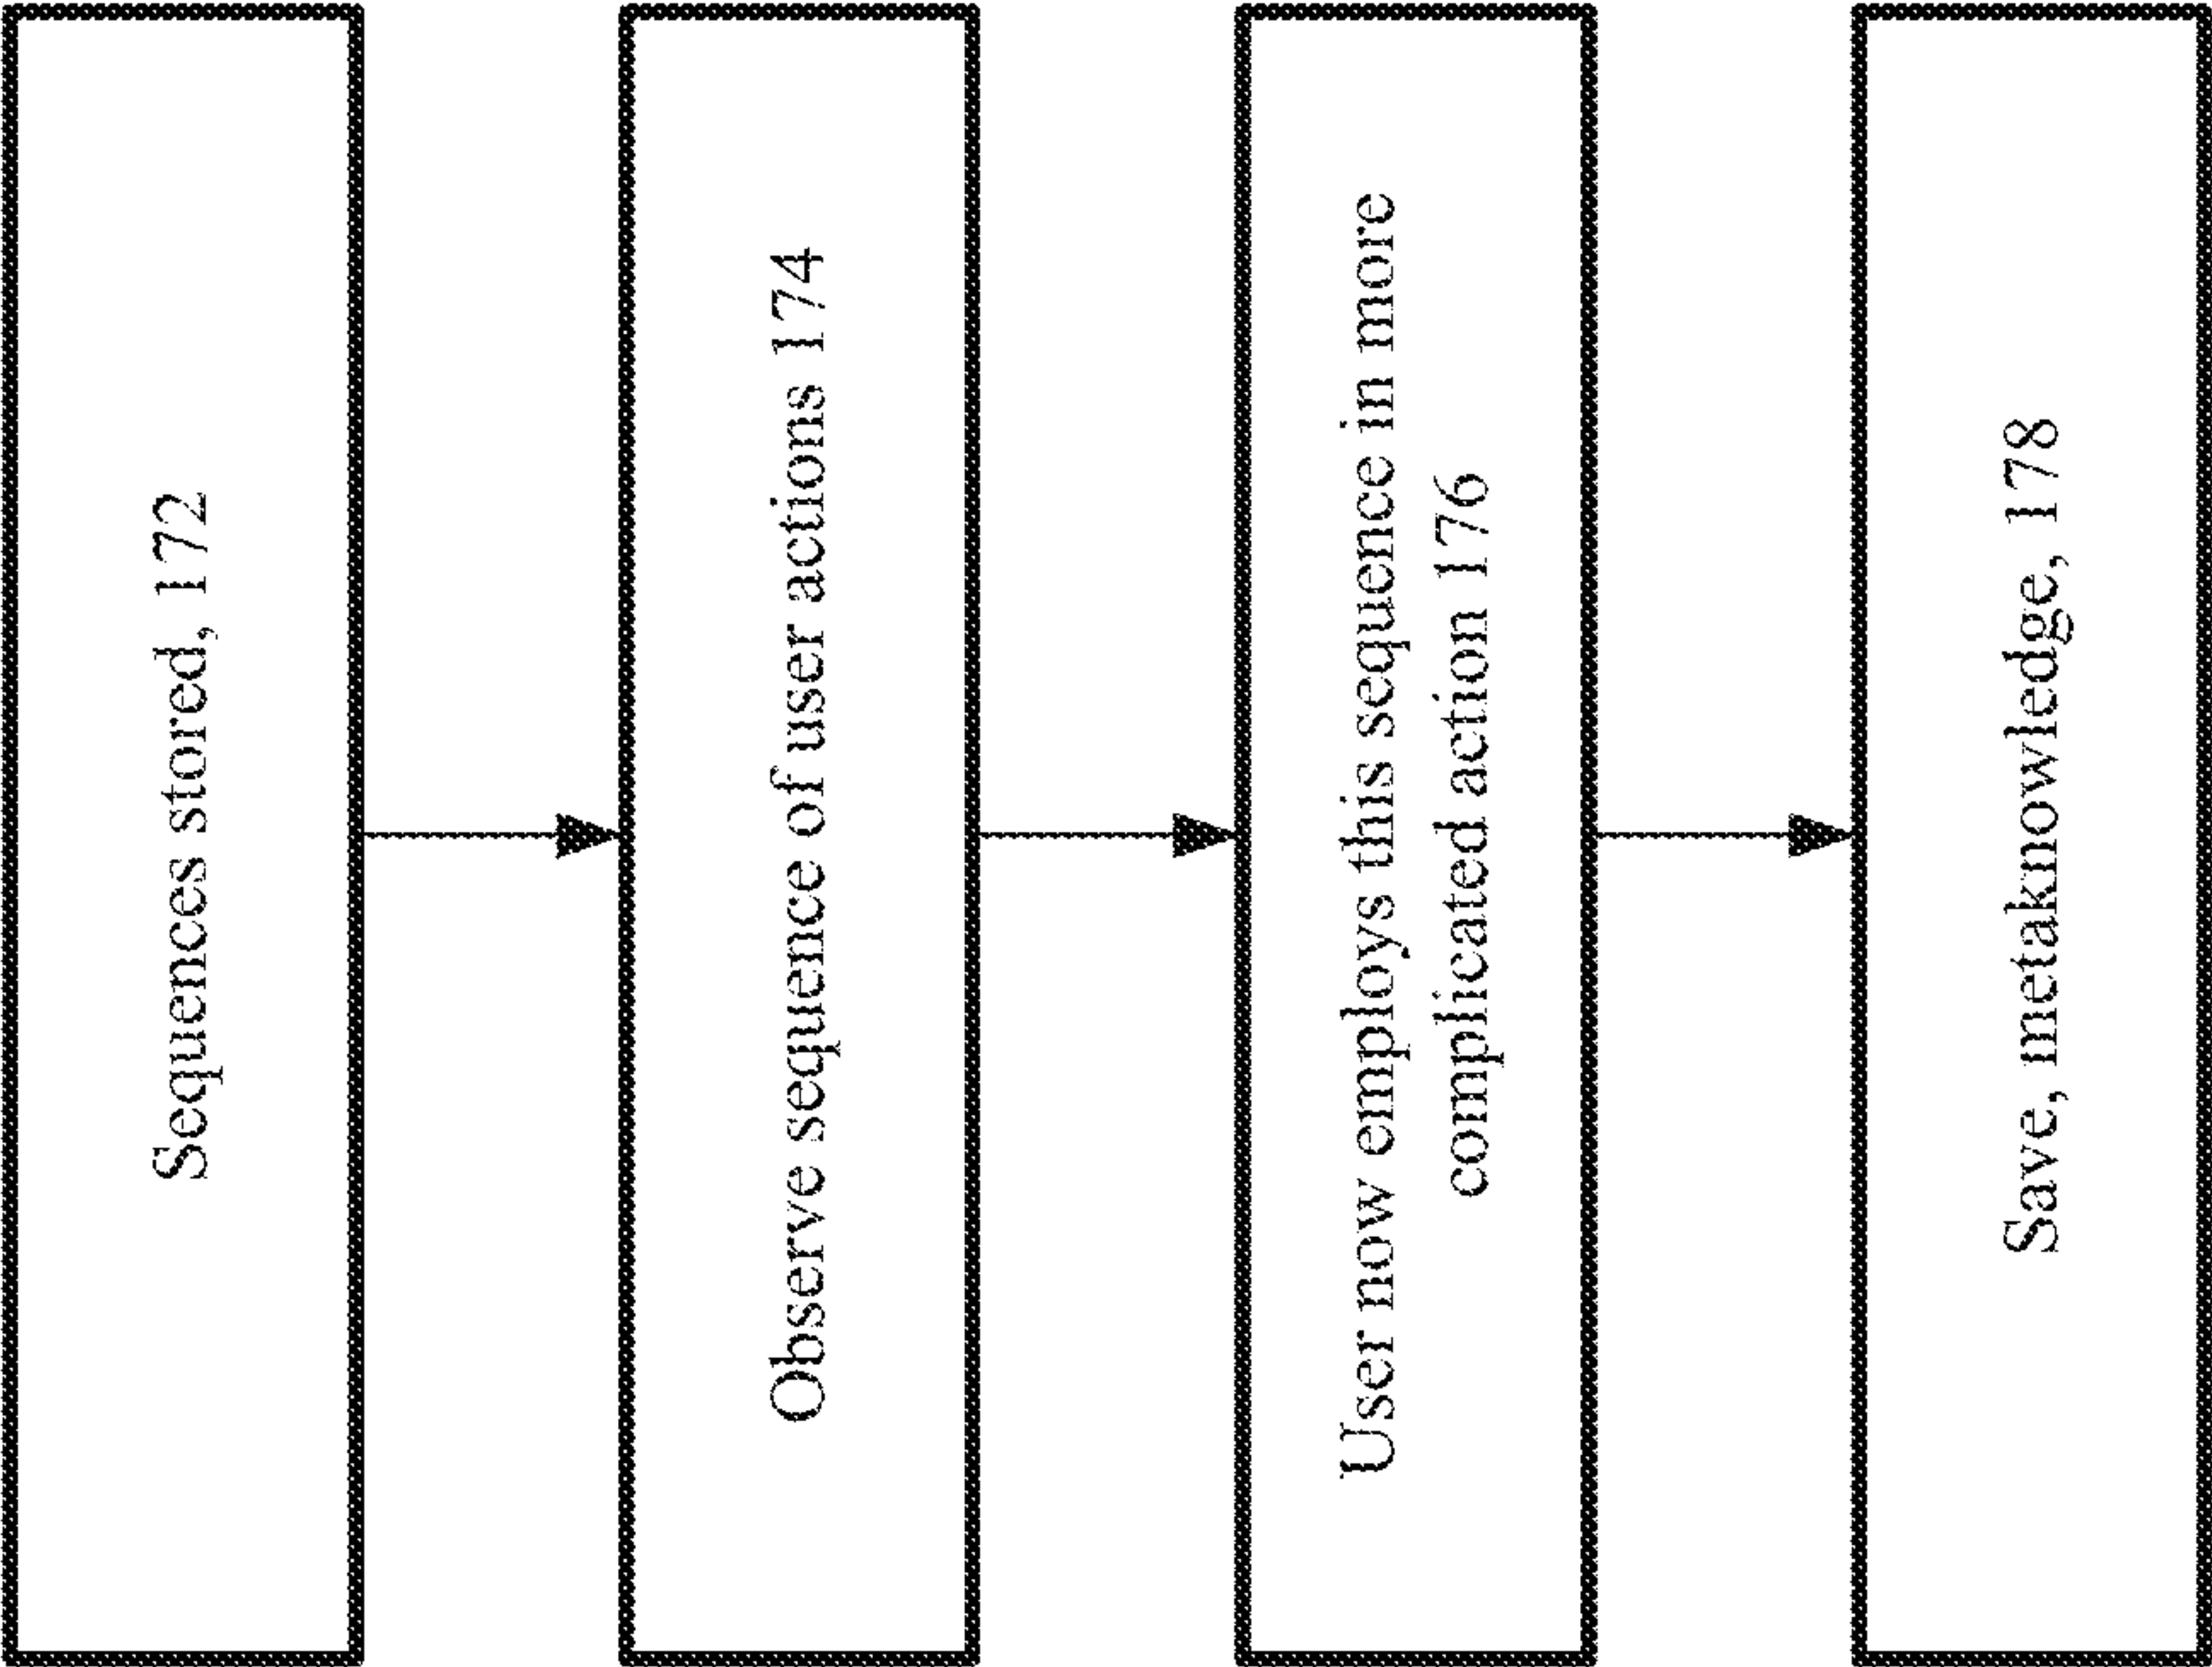 Sequences stored, 172
Observe sequence of user actions 174
User now employs this sequence in more
complicated action 176
Save, metaknowledge, 178